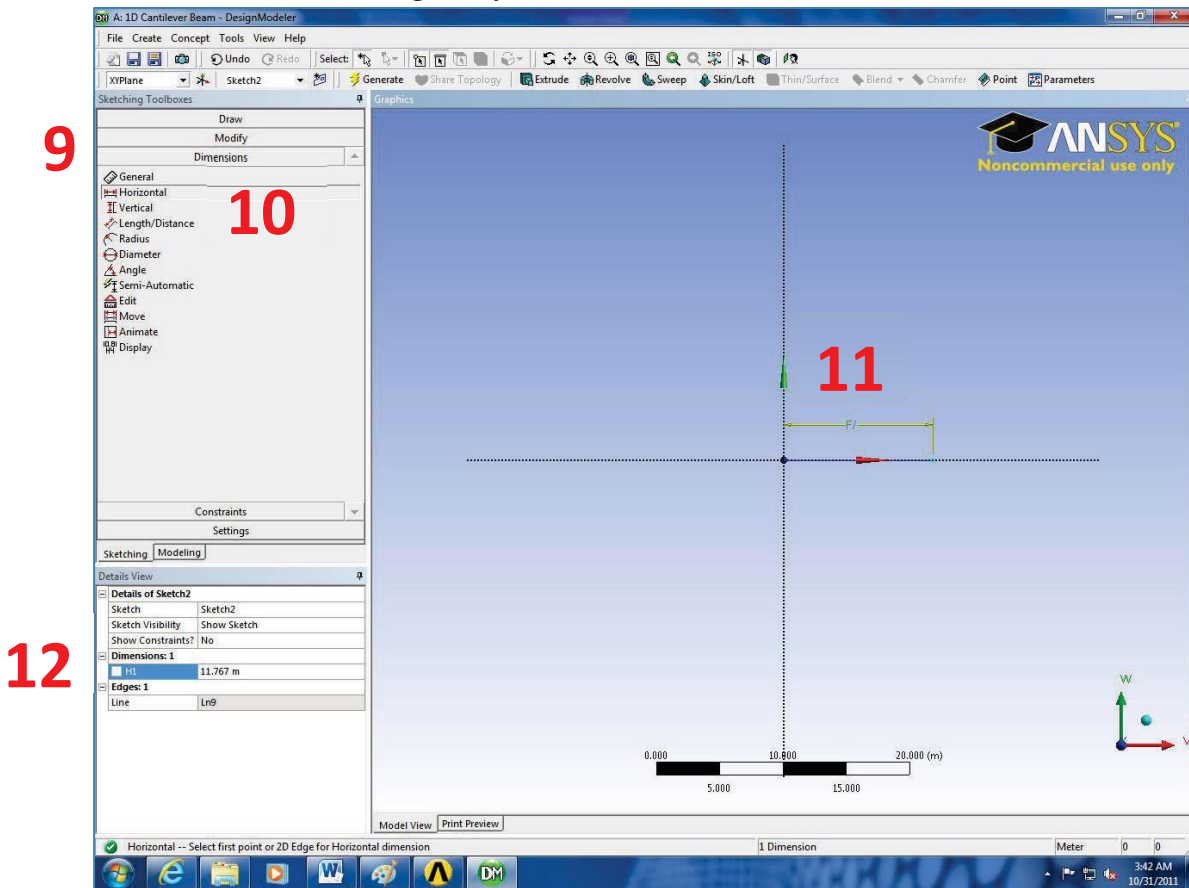 A: 1D Cantilever Beam - DesignModeler
File Create Concept Tools View Help
Undo Redo Select:
XYPlane Sketch2 Generate Share Topology Extrude Revolve Sweep Skin/Loft Thin/Surface Blend Chamfer Point Parameters
Sketching Toolboxes
Graphics
Draw
9
Modify
Dimensions
General
Horizontal
10
Vertical
Length/Distance
Radius
Diameter
Angle
Semi-Automatic
Edit
Move
Animate
Display
Constraints
Settings
Sketching Modeling
Details View
Details of Sketch2
Sketch Sketch2
Sketch Visibility Show Sketch
Show Constraints? No
12
Dimensions: 1
H1 11.767 m
Edges: 1
Line Ln9
ANSYS
Noncommercial use only
11
W
0.000 10.000 20.000 (m)
5.000 15.000
Model View Print Preview
Horizontal -- Select first point or 2D Edge for Horizontal dimension 1 Dimension Meter 0 0
DM
3:42 AM
10/31/2011